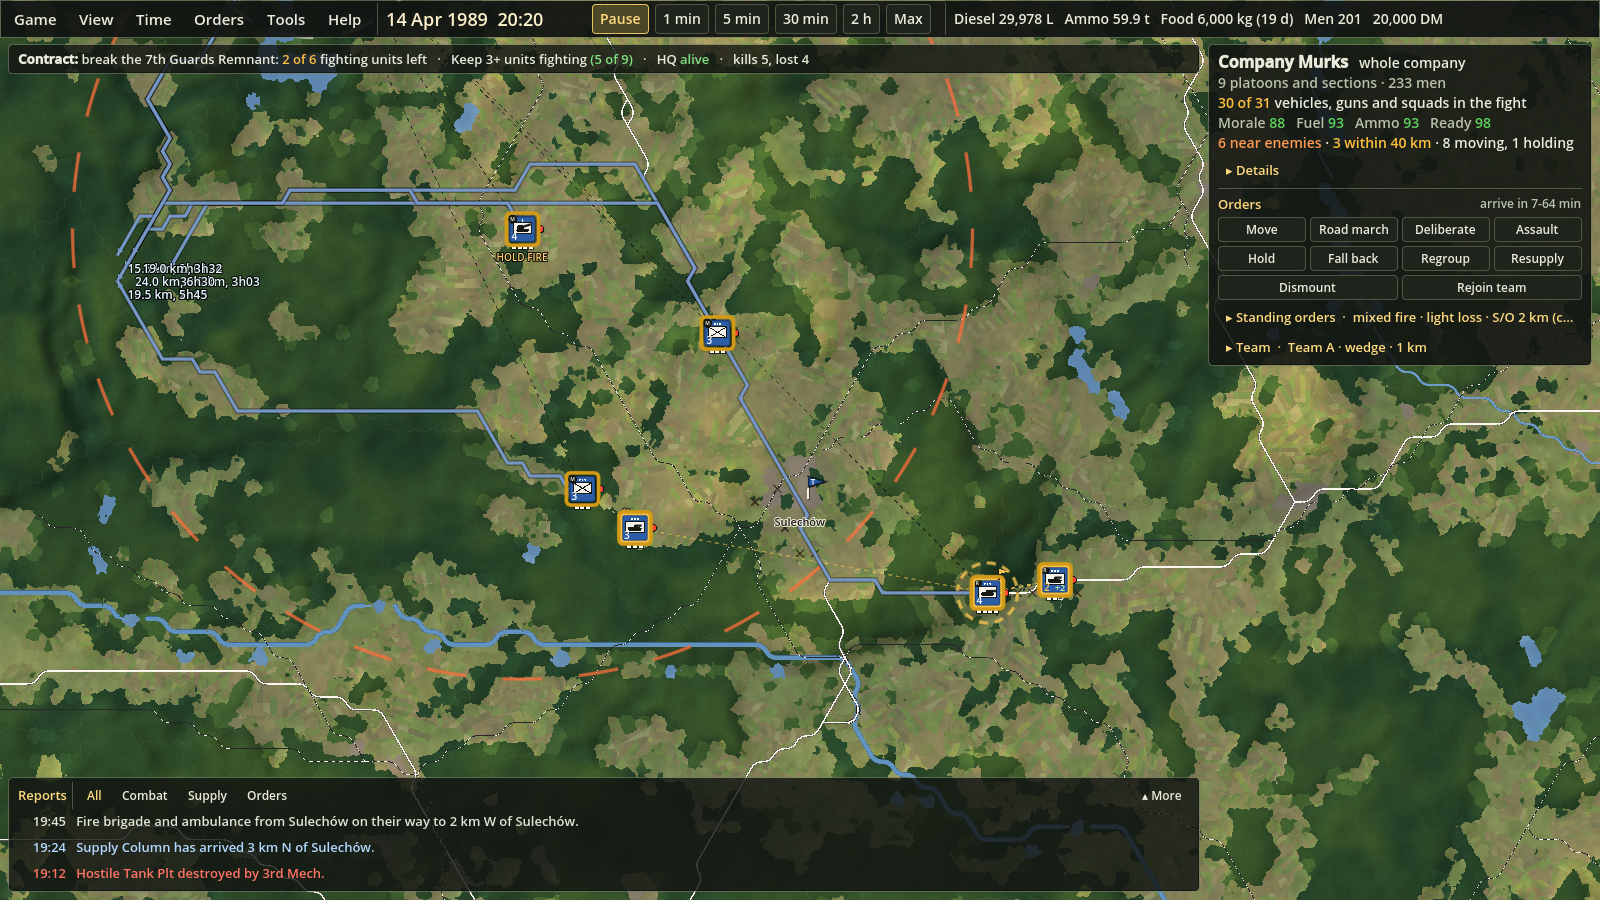 Game View Time Orders Tools Help 14 Apr 1989 20:20 Pause 1 min 5 min 30 min 2 h Max Diesel 29,978 L Ammo 59.9 t Food 6,000 kg (19 d) Men 201 20,000 DM
Contract: break the 7th Guards Remnant: 2 of 6 fighting units left · Keep 3+ units fighting (5 of 9) · HQ alive · kills 5, lost 4
Company Murks whole company
9 platoons and sections · 233 men
30 of 31 vehicles, guns and squads in the fight
Morale 88 Fuel 93 Ammo 93 Ready 98
6 near enemies · 3 within 40 km · 8 moving, 1 holding
▸ Details
Orders arrive in 7-64 min
Move Road march Deliberate Assault
Hold Fall back Regroup Resupply
Dismount Rejoin team
▸ Standing orders · mixed fire · light loss · S/O 2 km (c...
▸ Team · Team A · wedge · 1 km
4
HOLD FIRE
3
19.5 km, 5h45
3
3
Sulechów
4
2 +2
Reports All Combat Supply Orders ▴ More
19:45 Fire brigade and ambulance from Sulechów on their way to 2 km W of Sulechów.
19:24 Supply Column has arrived 3 km N of Sulechów.
19:12 Hostile Tank Plt destroyed by 3rd Mech.